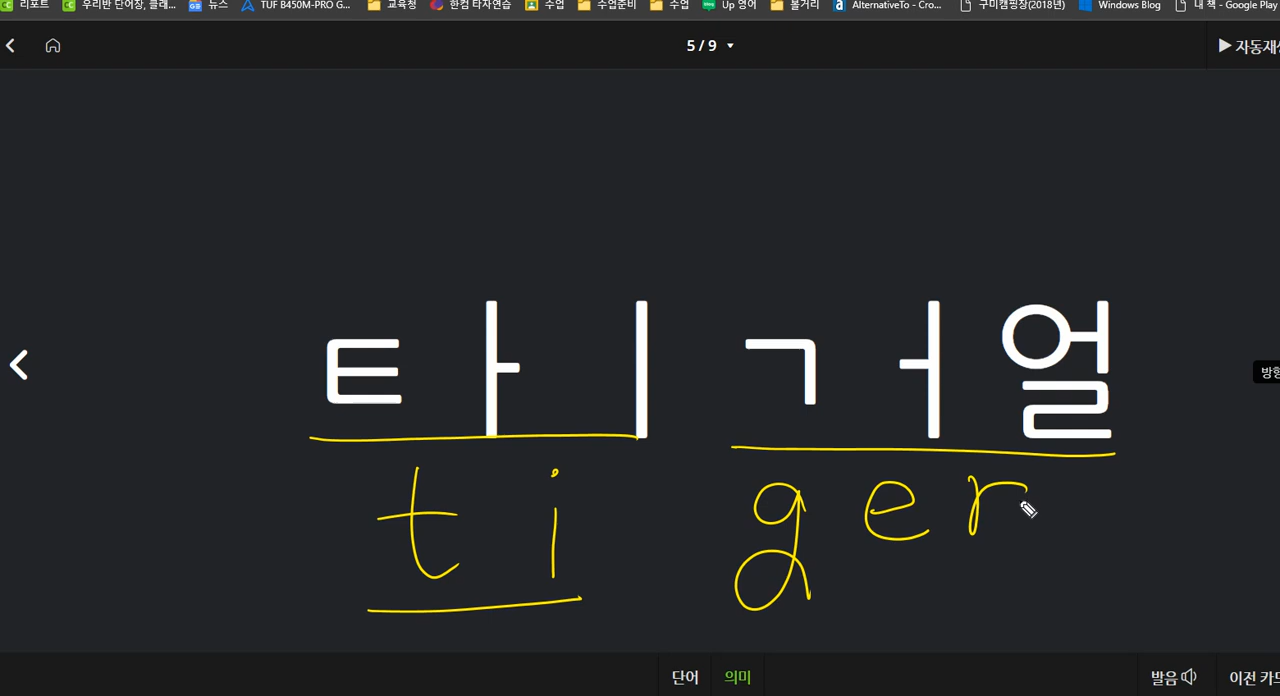 리포트 우리반 단어장, 클래... 뉴스 TUF B450M-PRO G... 교육청 한컴 타자연습 수업 수업준비 수업 Up 영어 볼거리 AlternativeTo - Cro... 구미캠핑장(2018년) Windows Blog 내 책 - Google Play
5 / 9 자동재생
ㅌㅏㅣ ㄱㅓ얼
방향
ti ger
단어 의미 발음 이전 카드